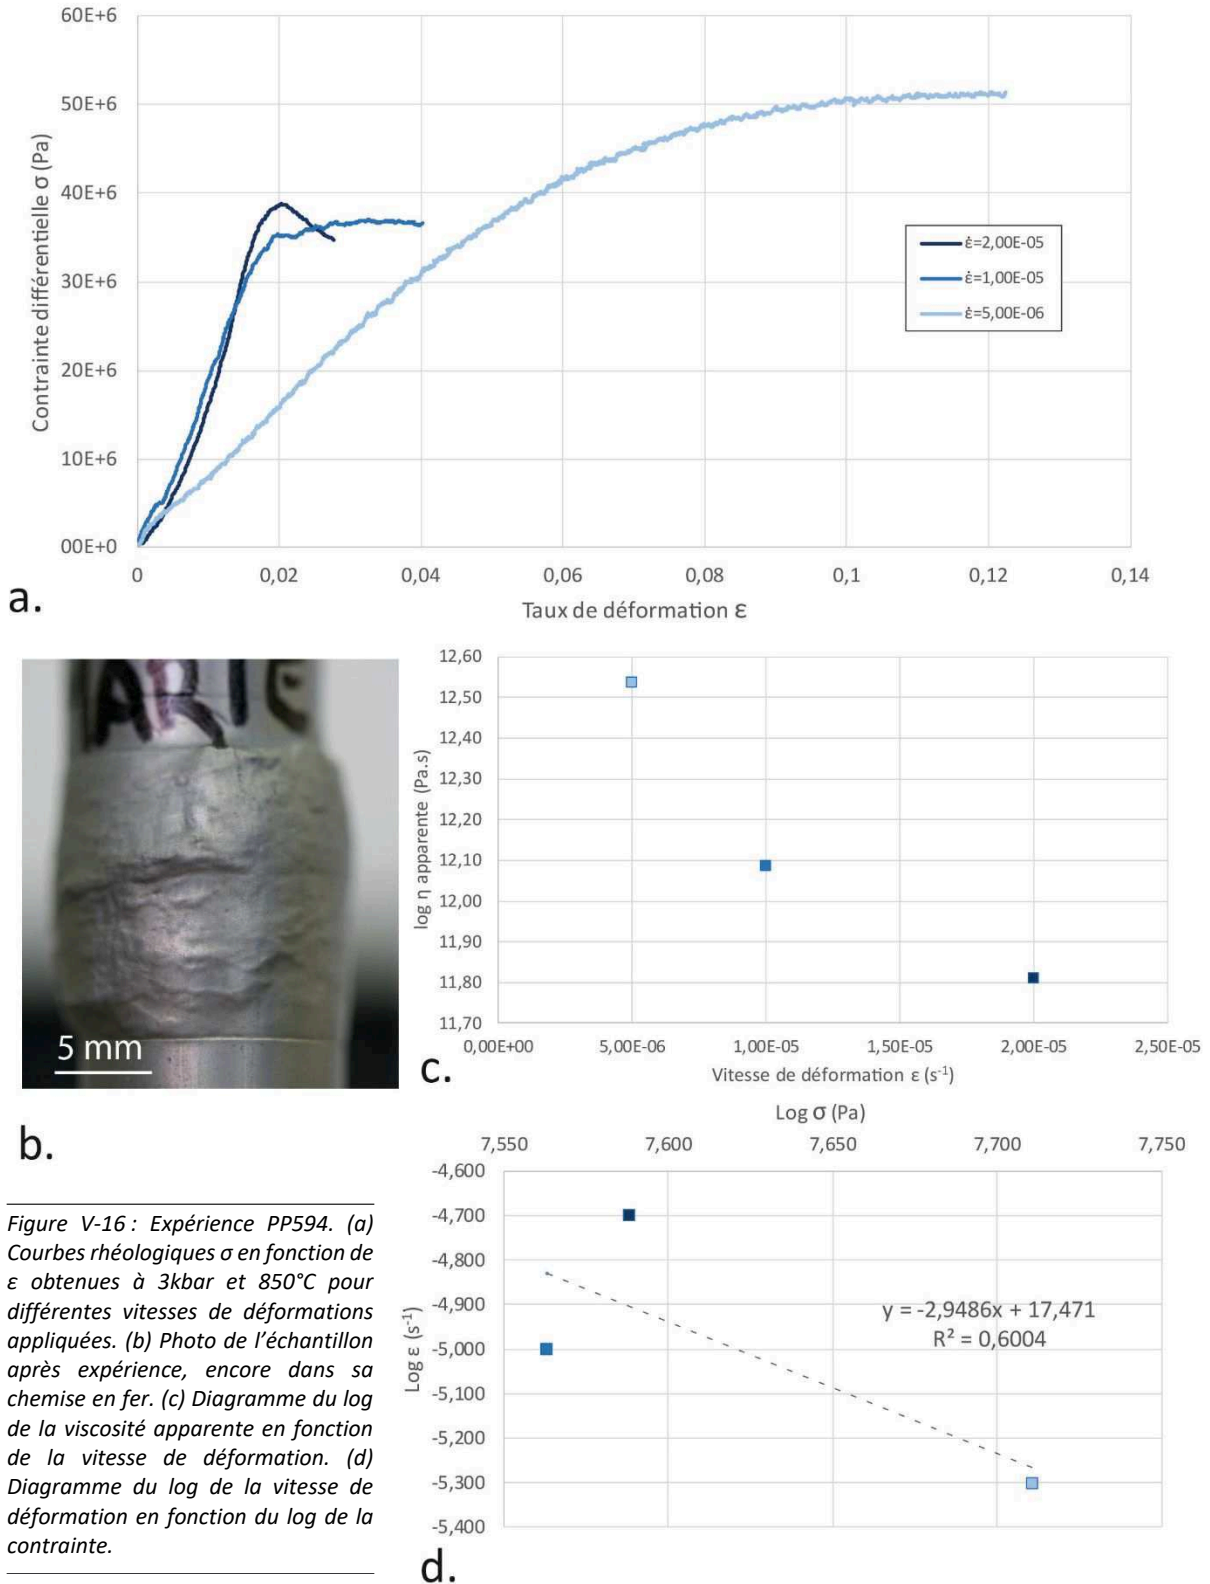 60E+6
50E+6
40E+6
30E+6
20E+6
10E+6
00E+0
Contrainte différentielle σ (Pa)
ε̇=2,00E-05
ε̇=1,00E-05
ε̇=5,00E-06
0 0,02 0,04 0,06 0,08 0,1 0,12 0,14
Taux de déformation ε
a.
5 mm
b.
12,60
12,50
12,40
12,30
12,20
12,10
12,00
11,90
11,80
11,70
log η apparente (Pa.s)
0,00E+00 5,00E-06 1,00E-05 1,50E-05 2,00E-05 2,50E-05
Vitesse de déformation ε (s⁻¹)
c.
Log σ (Pa)
7,550 7,600 7,650 7,700 7,750
-4,600
-4,700
-4,800
-4,900
-5,000
-5,100
-5,200
-5,300
-5,400
Log ε (s⁻¹)
y = -2,9486x + 17,471
R² = 0,6004
d.
Figure V-16 : Expérience PP594. (a)
Courbes rhéologiques σ en fonction de
ε obtenues à 3kbar et 850°C pour
différentes vitesses de déformations
appliquées. (b) Photo de l’échantillon
après expérience, encore dans sa
chemise en fer. (c) Diagramme du log
de la viscosité apparente en fonction
de la vitesse de déformation. (d)
Diagramme du log de la vitesse de
déformation en fonction du log de la
contrainte.